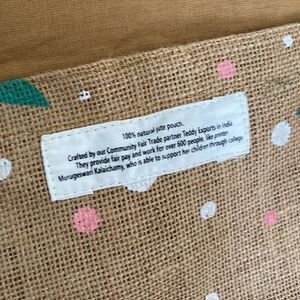 100% natural jute pouch.
Crafted by our Community Fair Trade partner Teddy Exports in India.
They provide fair pay and work for over 600 people, like printer
Murugeswari Kalaichamy, who is able to support her children through college